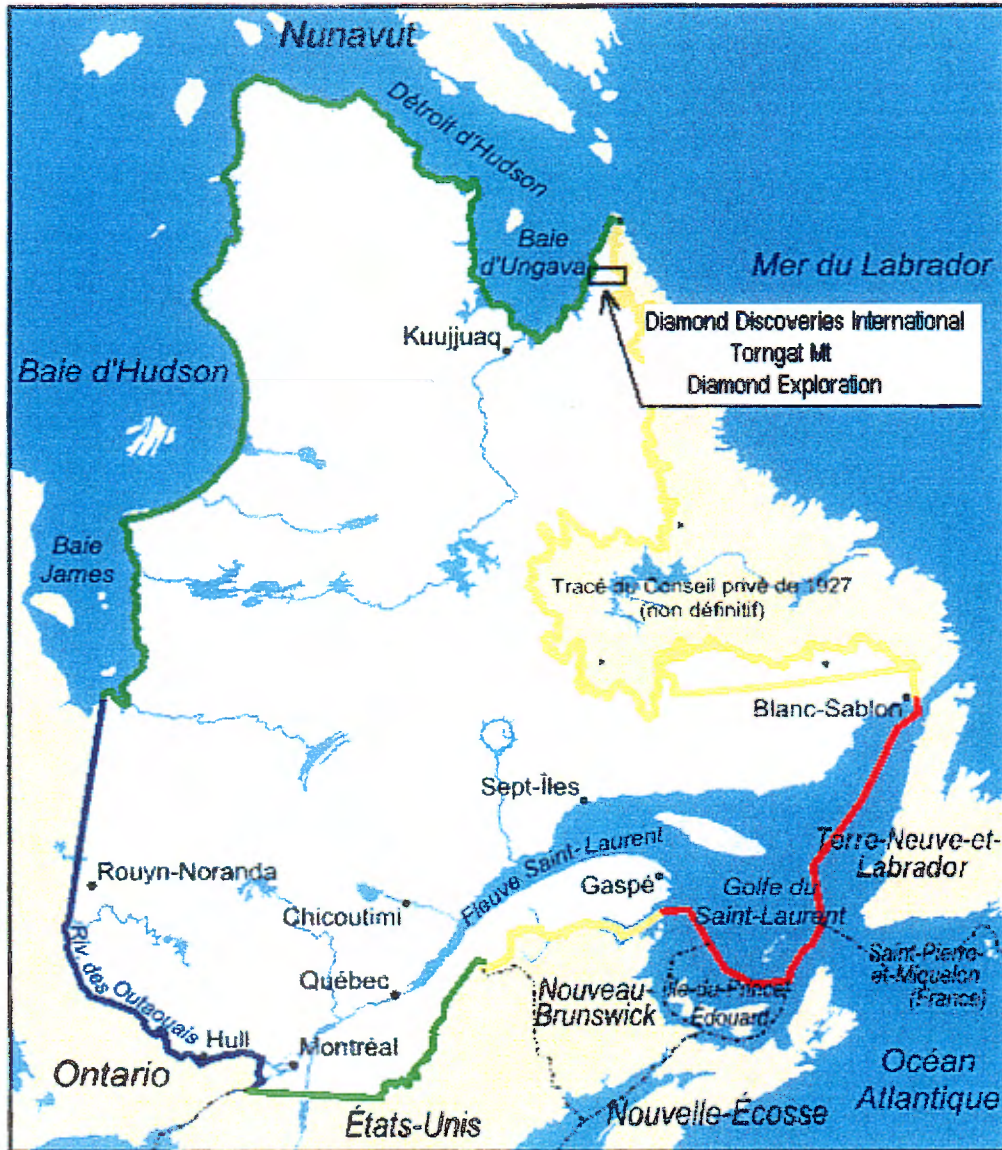 Nunavut
Détroit d'Hudson
Baie
d'Ungava
Mer du Labrador
Diamond Discoveries International
Torngat Mt
Diamond Exploration
Kuujjuaq
Baie d'Hudson
Baie
James
Tracé du Conseil privé de 1927
(non définitif)
Blanc-Sablon
Sept-Îles
Fleuve Saint-Laurent
Terre-Neuve-et-
Labrador
Rouyn-Noranda
Gaspé
Golfe du
Saint-Laurent
Chicoutimi
Riv. des Outaouais
Saint-Pierre-
et-Miquelon
(France)
Québec
Nouveau-
Brunswick
Île-du-Prince-
Édouard
Hull
Montréal
Ontario
Océan
Atlantique
États-Unis
Nouvelle-Écosse